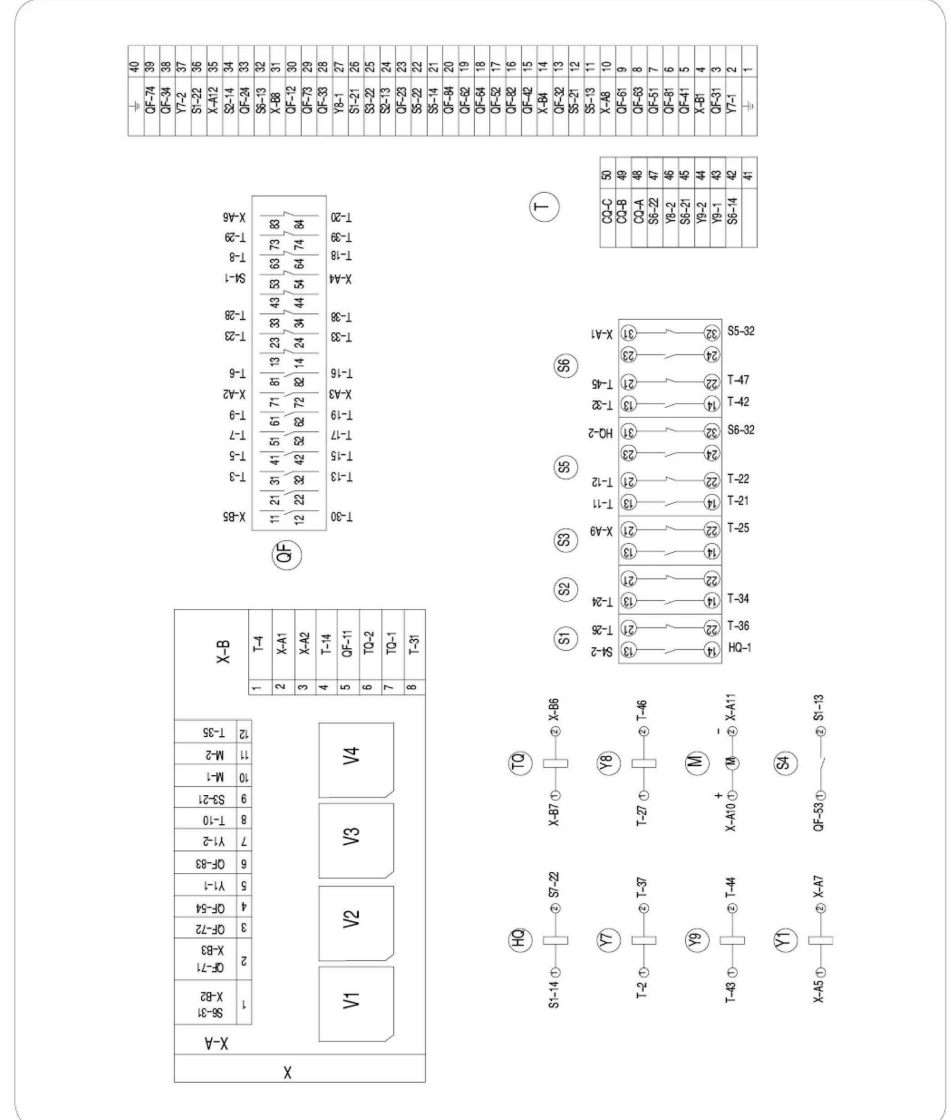 40
39 QF-74
38 QF-34
37 Y7-2
36 S1-22
35 X-A12
34 S2-14
33 QF-24
32 S6-13
31 X-B8
30 QF-12
29 QF-73
28 QF-33
27 Y8-1
26 S1-21
25 S3-22
24 S2-13
23 QF-23
22 S5-22
21 S5-14
20 QF-84
19 QF-62
18 QF-64
17 QF-52
16 QF-82
15 QF-42
14 X-B4
13 QF-32
12 S5-21
11 S5-13
10 X-A8
9 QF-61
8 QF-63
7 QF-51
6 QF-81
5 QF-41
4 X-B1
3 QF-31
2 Y7-1
1
T
50 CQ-C
49 CQ-B
48 CQ-A
47 S6-22
46 Y8-2
45 S6-21
44 Y9-2
43 Y9-1
42 S6-14
41
X-A6 83 84 T-20
T-29 73 74 T-39
T-8 63 64 T-18
S4-1 53 54 X-A4
43 44
T-28 33 34 T-38
T-23 23 24 T-33
13 14
T-6 81 82 T-16
X-A2 71 72 X-A3
T-9 61 62 T-19
T-7 51 52 T-17
T-5 41 42 T-15
T-3 31 32 T-13
21 22
X-B5 11 12 T-30
QF
S6
X-A1 31 32 S5-32
23 24
T-45 21 22 T-47
T-32 13 14 T-42
S5
HQ-2 31 32 S6-32
23 24
T-12 21 22 T-22
T-11 13 14 T-21
S3
X-A9 21 22 T-25
13 14
S2
21 22
T-24 13 14 T-34
S1
T-26 21 22 T-36
S4-2 13 14 HQ-1
X-B
1 T-4
2 X-A1
3 X-A2
4 T-14
5 QF-11
6 TQ-2
7 TQ-1
8 T-31
T-35 12
M-2 11
M-1 10
S3-21 9
T-10 8
Y1-2 7
QF-83 6
Y1-1 5
QF-54 4
QF-72 3
X-B3
QF-71 2
X-B2
S6-31 1
X-A
V4
V3
V2
V1
X
TQ
X-B7 1 2 X-B6
Y8
T-27 1 2 T-46
M
+ -
X-A10 1 M 2 X-A11
S4
QF-53 1 2 S1-13
HQ
S1-14 1 2 S7-22
Y7
T-2 1 2 T-37
Y9
T-43 1 2 T-44
Y1
X-A5 1 2 X-A7